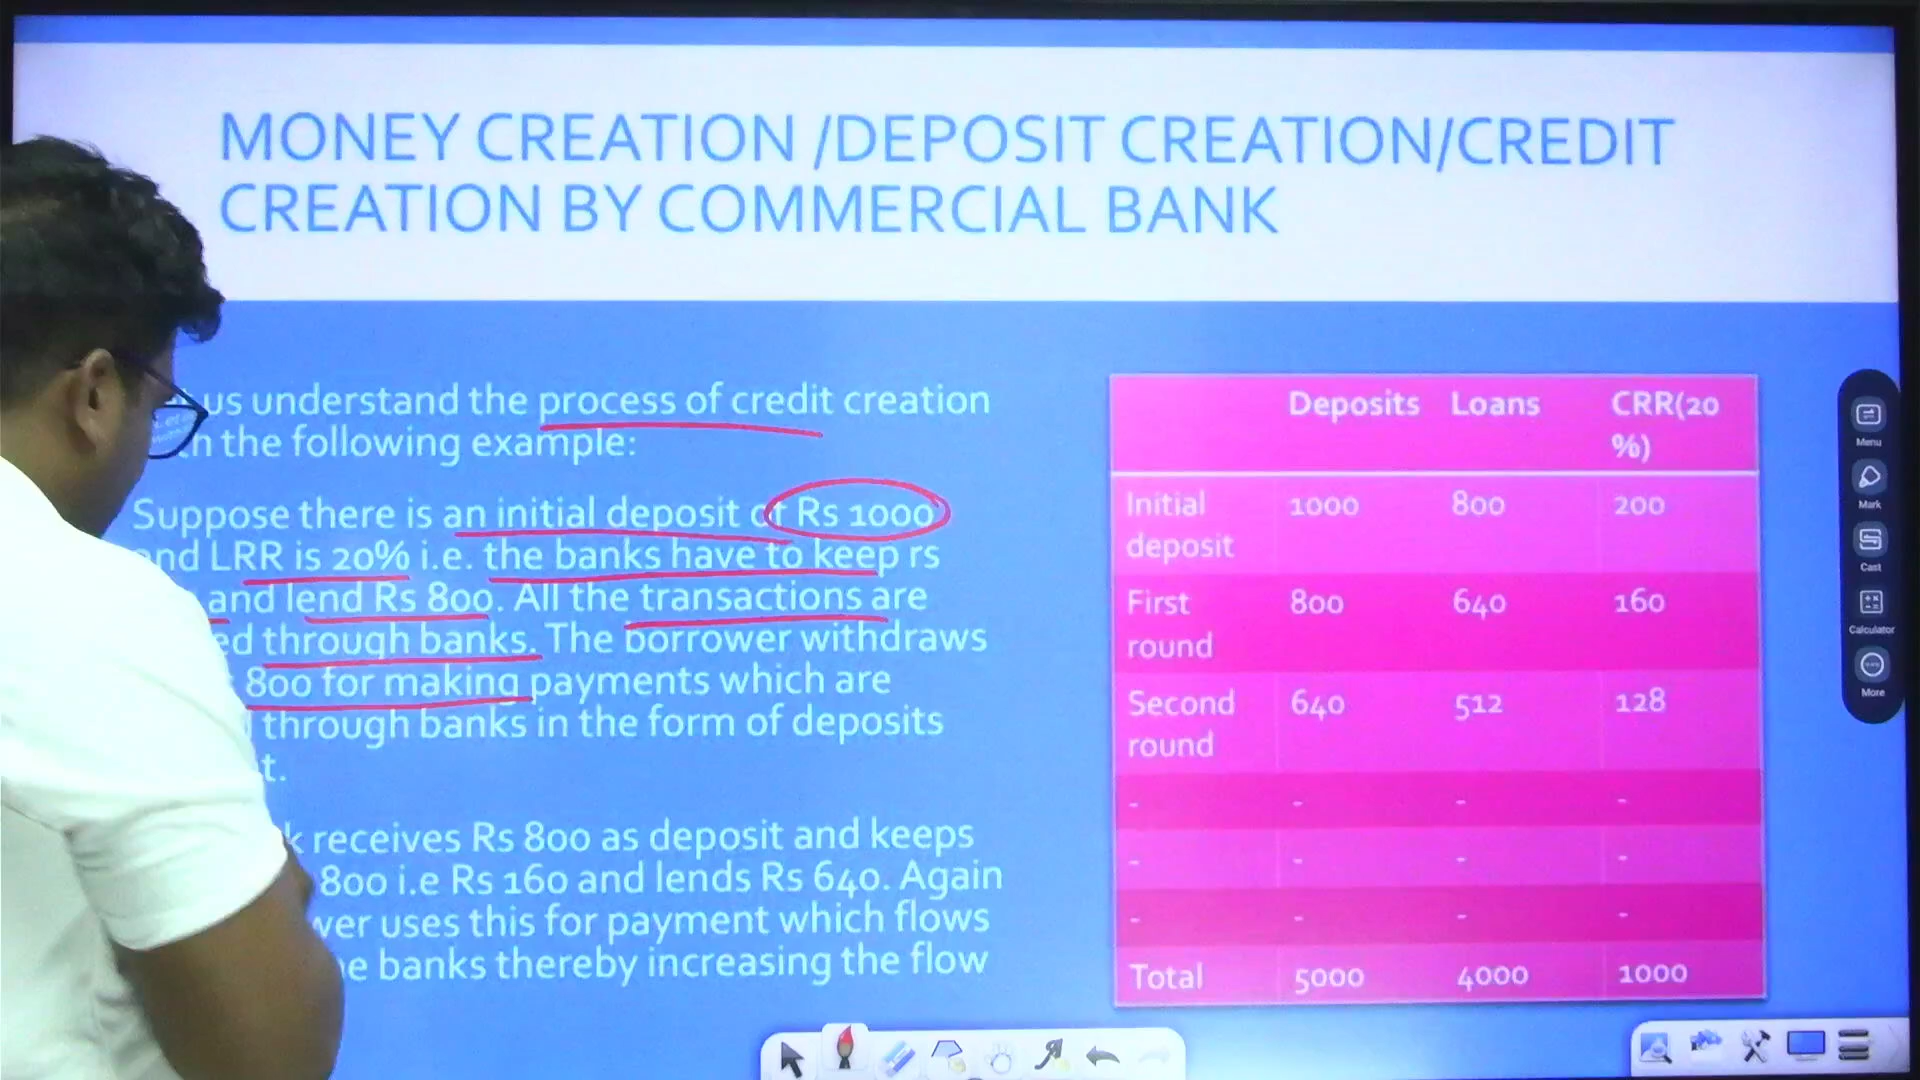 MONEY CREATION /DEPOSIT CREATION/CREDIT
CREATION BY COMMERCIAL BANK
us understand the process of credit creation
the following example:
Suppose there is an initial deposit of Rs 1000
LRR is 20% i.e. the banks have to keep rs
and lend Rs 800. All the transactions are
through banks. The borrower withdraws
800 for making payments which are
through banks in the form of deposits
receives Rs 800 as deposit and keeps
800 i.e Rs 160 and lends Rs 640. Again
uses this for payment which flows
banks thereby increasing the flow
Deposits Loans CRR(20
%)
Initial 1000 800 200
deposit
First 800 640 160
round
Second 640 512 128
round
- - - -
- - - -
- - - -
Total 5000 4000 1000
Menu
Mark
Cast
Calculator
More